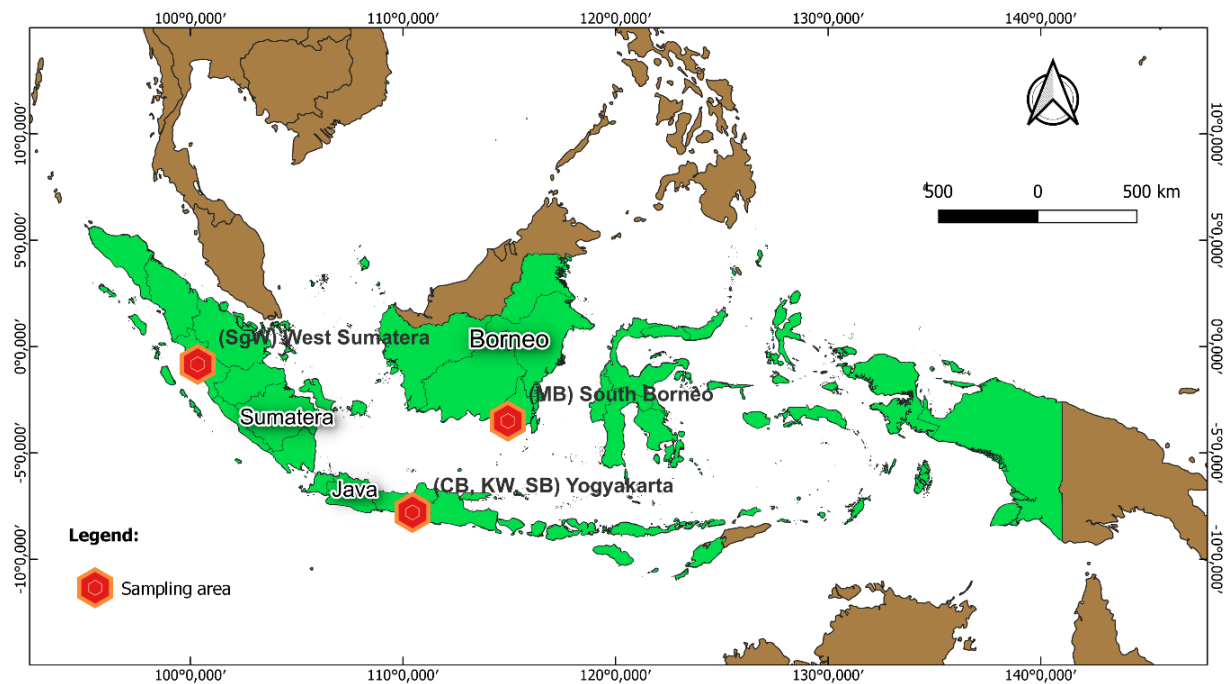 100°0,000′ 110°0,000′ 120°0,000′ 130°0,000′ 140°0,000′
10°0,000′ 10°0,000′
500 0 500 km
5°0,000′ 5°0,000′
(SgW) West Sumatera
Borneo
0°0,000′ 0°0,000′
(MB) South Borneo
Sumatera
-5°0,000′ -5°0,000′
(CB, KW, SB) Yogyakarta
Java
Legend:
-10°0,000′ -10°0,000′
Sampling area
100°0,000′ 110°0,000′ 120°0,000′ 130°0,000′ 140°0,000′